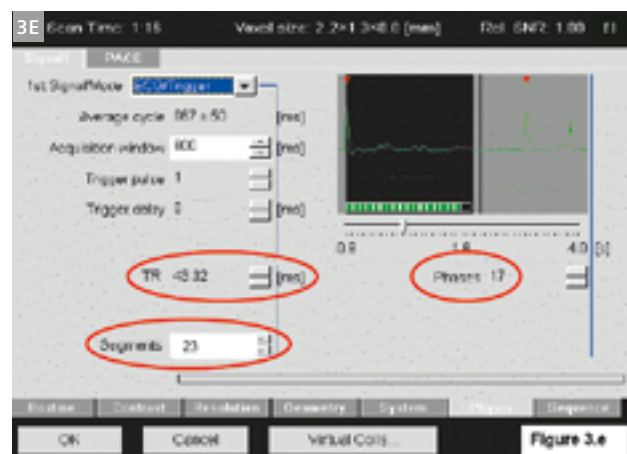 3E Scan Time: 1:16 Voxel size: 2.2×1.3×8.0 [mm] Rel. SNR: 1.00
Signal1 PACE
1st Signal/Mode ECG/Trigger
Average cycle 867 ± 50 [ms]
Acquisition window 800 [ms]
Trigger pulse 1
Trigger delay 0 [ms]
0.8 1.6 4.0 [s]
TR 43.32 [ms] Phases 17
Segments 23
Routine Contrast Resolution Geometry System Physio Sequence
OK Cancel Virtual Coils...
Figure 3.e